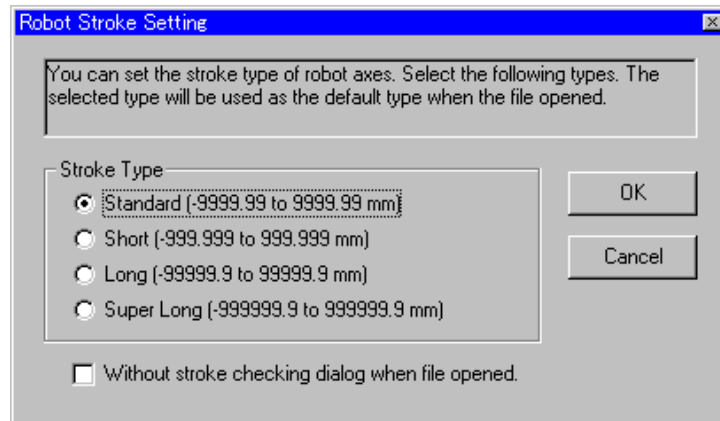 Robot Stroke Setting
You can set the stroke type of robot axes. Select the following types. The
selected type will be used as the default type when the file opened.
Stroke Type
Standard (-9999.99 to 9999.99 mm)
Short (-999.999 to 999.999 mm)
Long (-99999.9 to 99999.9 mm)
Super Long (-999999.9 to 999999.9 mm)
OK
Cancel
Without stroke checking dialog when file opened.